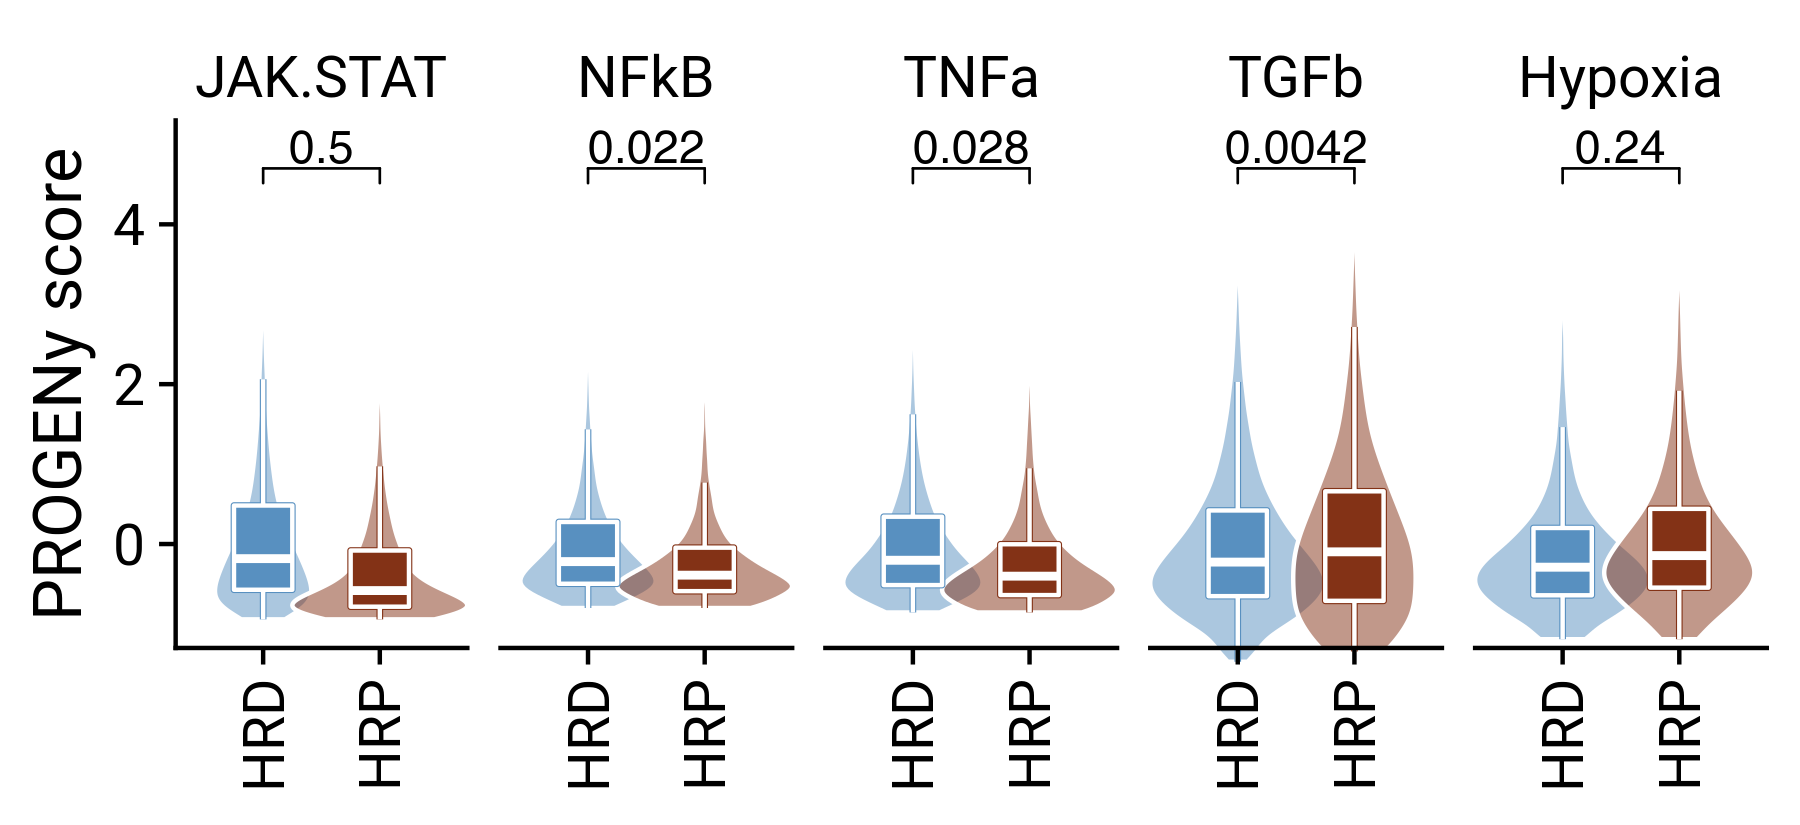 JAK.STAT NFkB TNFa TGFb Hypoxia
0.5 0.022 0.028 0.0042 0.24
PROGENy score
4
2
0
HRD HRP HRD HRP HRD HRP HRD HRP HRD HRP